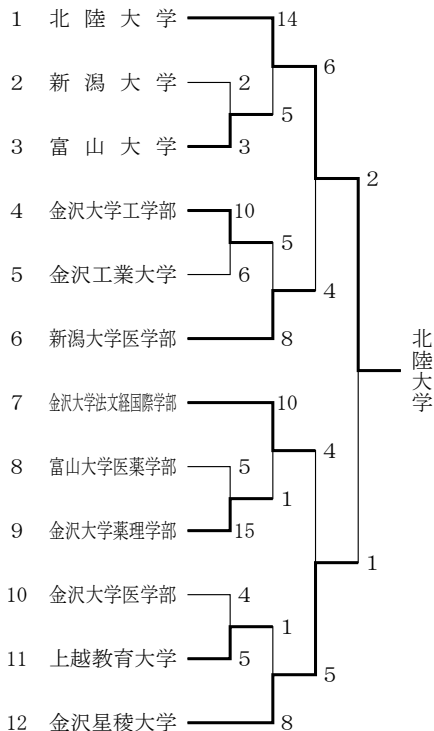 1 北陸大学
14
6
2 新潟大学
2
5
3 富山大学
3
2
4 金沢大学工学部
10
5
5 金沢工業大学
6
4
6 新潟大学医学部
8
北陸大学
7 金沢大学法文経国際学部
10
4
8 富山大学医薬学部
5
1
9 金沢大学薬理学部
15
1
10 金沢大学医学部
4
1
11 上越教育大学
5
5
12 金沢星稜大学
8